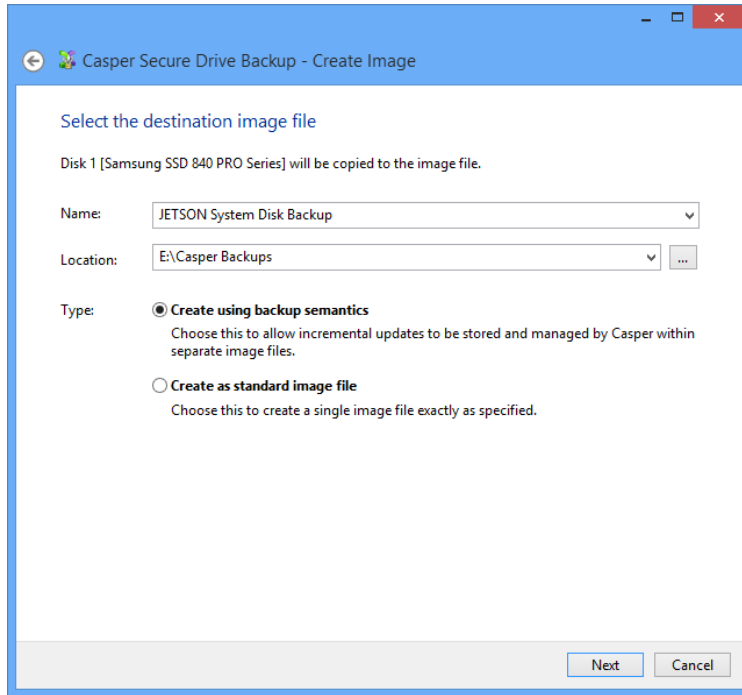 Casper Secure Drive Backup - Create Image
Select the destination image file
Disk 1 [Samsung SSD 840 PRO Series] will be copied to the image file.
Name: JETSON System Disk Backup
Location: E:\Casper Backups ...
Type: Create using backup semantics
Choose this to allow incremental updates to be stored and managed by Casper within
separate image files.
Create as standard image file
Choose this to create a single image file exactly as specified.
Next Cancel